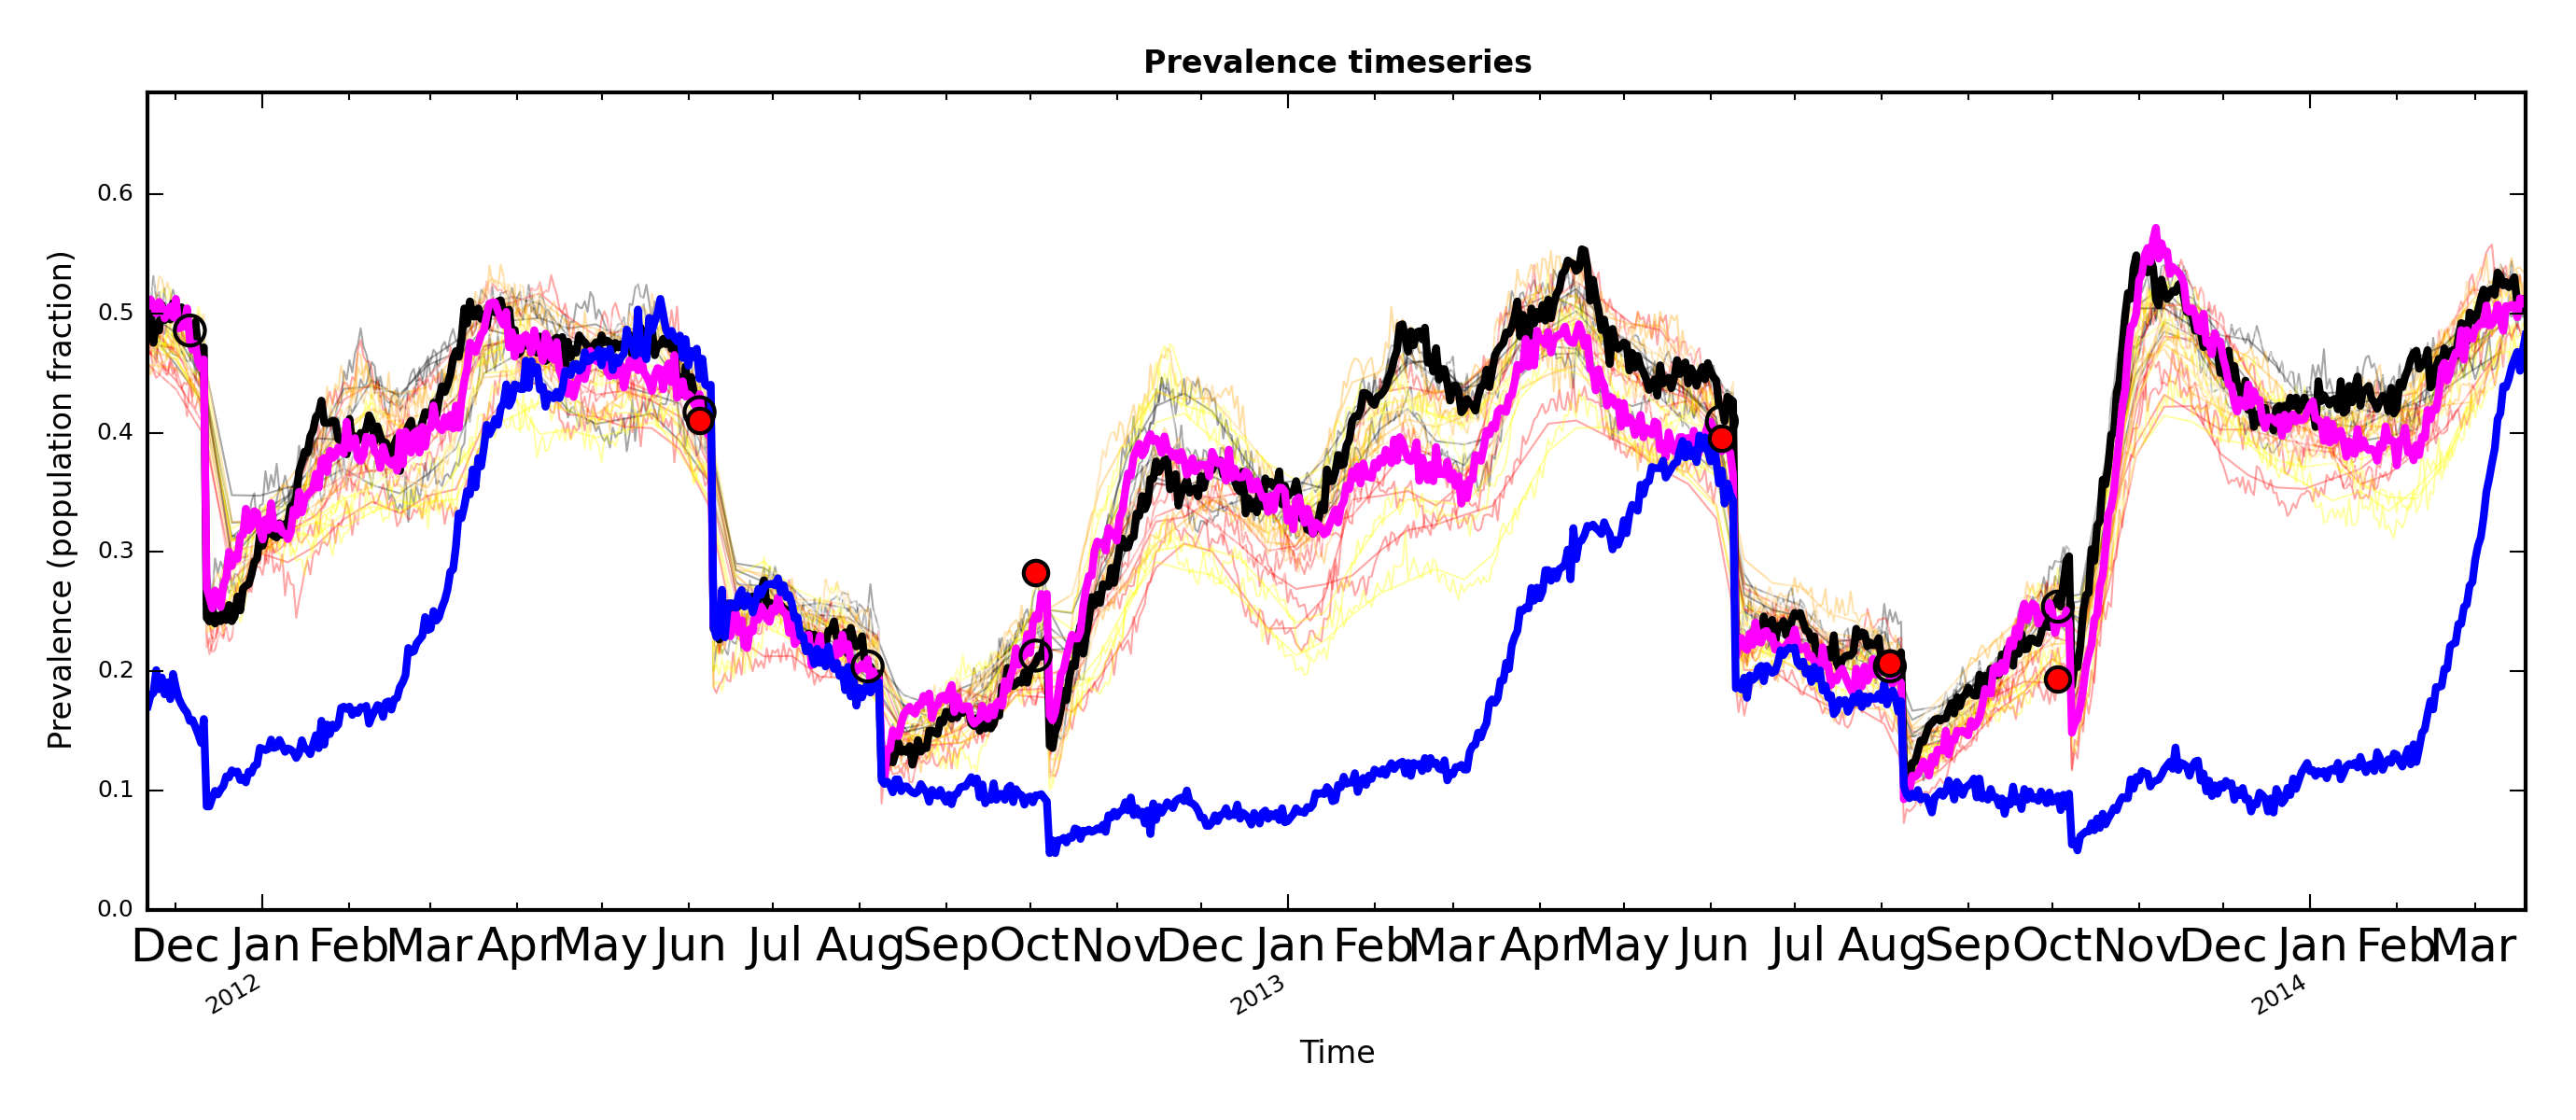 Prevalence timeseries
Prevalence (population fraction)
0.6
0.5
0.4
0.3
0.2
0.1
0.0
Dec Jan Feb Mar Apr May Jun Jul Aug Sep Oct Nov Dec Jan Feb Mar Apr May Jun Jul Aug Sep Oct Nov Dec Jan Feb Mar
2012 2013 2014
Time